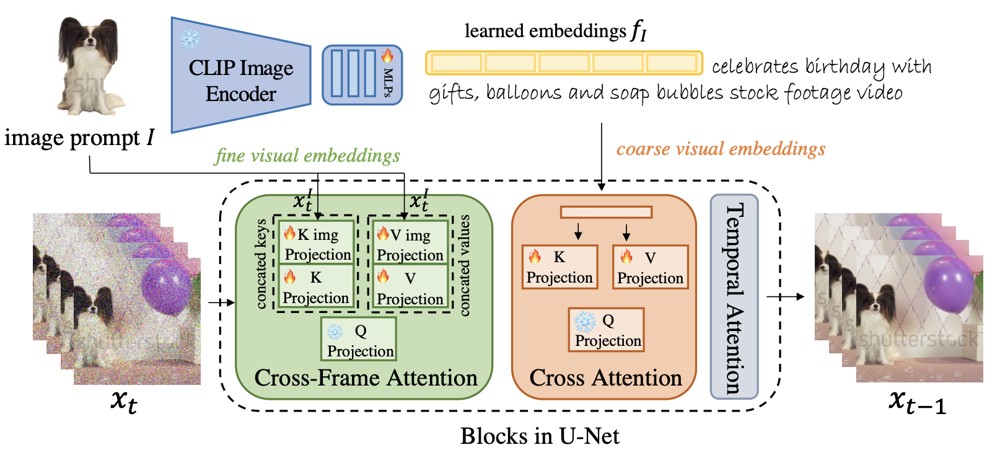 learned embeddings f_I
CLIP Image
Encoder
MLPs
celebrates birthday with
gifts, balloons and soap bubbles stock footage video
image prompt I
fine visual embeddings
coarse visual embeddings
x_t^I
x_t^I
concated keys
K img
Projection
K
Projection
V img
Projection
V
Projection
concated values
Q
Projection
Cross-Frame Attention
K
Projection
V
Projection
Q
Projection
Cross Attention
Temporal Attention
shutterstock
x_t
x_{t-1}
Blocks in U-Net